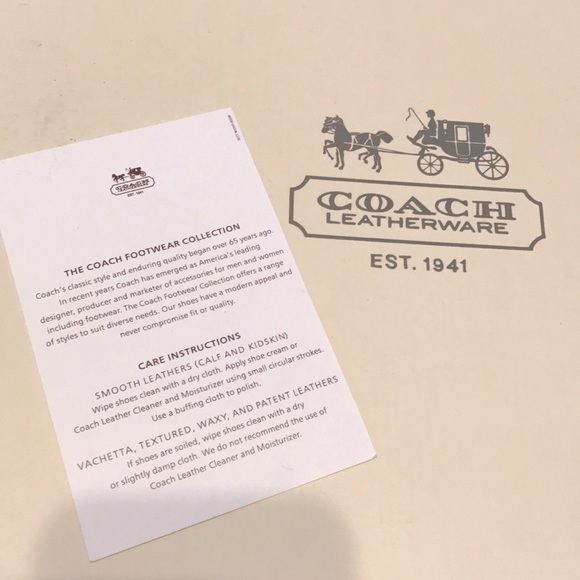 COACH
LEATHERWARE
EST. 1941
COACH
EST. 1941
THE COACH FOOTWEAR COLLECTION
Coach's classic style and enduring quality began over 65 years ago.
In recent years Coach has emerged as America's leading
designer, producer and marketer of accessories for men and women
including footwear. The Coach Footwear Collection offers a range
of styles to suit diverse needs. Our shoes have a modern appeal and
never compromise fit or quality.
CARE INSTRUCTIONS
SMOOTH LEATHERS (CALF AND KIDSKIN)
Wipe shoes clean with a dry cloth. Apply shoe cream or
Coach Leather Cleaner and Moisturizer using small circular strokes.
Use a buffing cloth to polish.
VACHETTA, TEXTURED, WAXY, AND PATENT LEATHERS
If shoes are soiled, wipe shoes clean with a dry
or slightly damp cloth. We do not recommend the use of
Coach Leather Cleaner and Moisturizer.